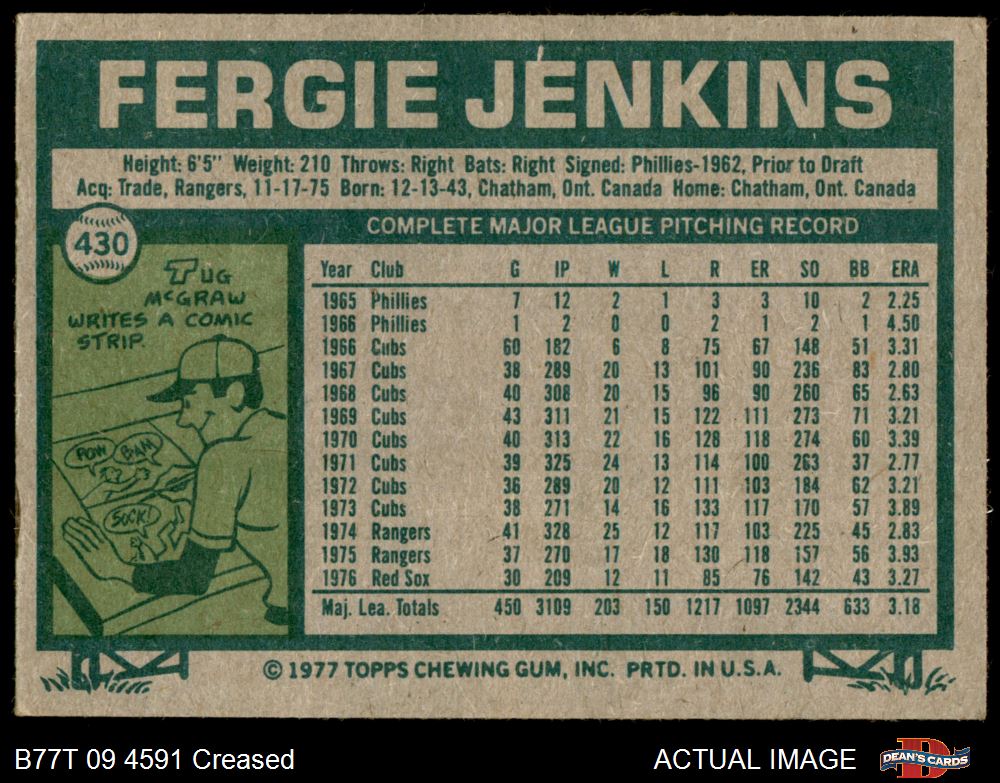 FERGIE JENKINS
Height: 6'5" Weight: 210 Throws: Right Bats: Right Signed: Phillies-1962, Prior to Draft
Acq: Trade, Rangers, 11-17-75 Born: 12-13-43, Chatham, Ont. Canada Home: Chatham, Ont. Canada
430
TUG
McGRAW
WRITES A COMIC
STRIP.
POW BAM
SOCK!
COMPLETE MAJOR LEAGUE PITCHING RECORD
Year Club G IP W L R ER SO BB ERA
1965 Phillies 7 12 2 1 3 3 10 2 2.25
1966 Phillies 1 2 0 0 2 1 2 1 4.50
1966 Cubs 60 182 6 8 75 67 148 51 3.31
1967 Cubs 38 289 20 13 101 90 236 83 2.80
1968 Cubs 40 308 20 15 96 90 260 65 2.63
1969 Cubs 43 311 21 15 122 111 273 71 3.21
1970 Cubs 40 313 22 16 128 118 274 60 3.39
1971 Cubs 39 325 24 13 114 100 263 37 2.77
1972 Cubs 36 289 20 12 111 103 184 62 3.21
1973 Cubs 38 271 14 16 133 117 170 57 3.89
1974 Rangers 41 328 25 12 117 103 225 45 2.83
1975 Rangers 37 270 17 18 130 118 157 56 3.93
1976 Red Sox 30 209 12 11 85 76 142 43 3.27
Maj. Lea. Totals 450 3109 203 150 1217 1097 2344 633 3.18
© 1977 TOPPS CHEWING GUM, INC. PRTD. IN U.S.A.
B77T 09 4591 Creased
ACTUAL IMAGE
D
DEAN'S CARDS